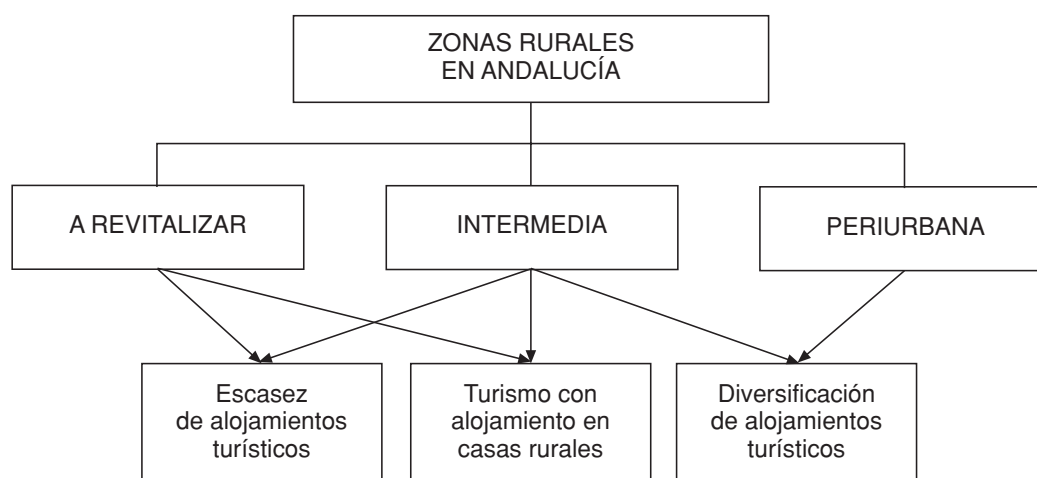 ZONAS RURALES
EN ANDALUCÍA
A REVITALIZAR
INTERMEDIA
PERIURBANA
Escasez
de alojamientos
turísticos
Turismo con
alojamiento en
casas rurales
Diversificación
de alojamientos
turísticos